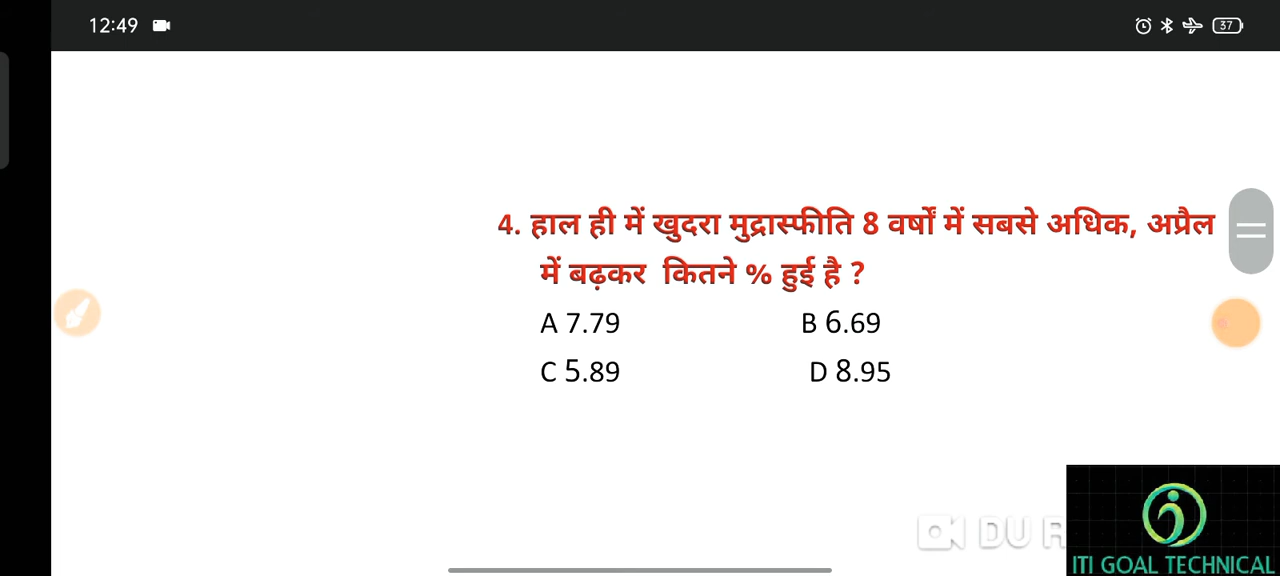 12:49
37
4. हाल ही में खुदरा मुद्रास्फीति 8 वर्षों में सबसे अधिक, अप्रैल
में बढ़कर कितने % हुई है ?
A 7.79 B 6.69
C 5.89 D 8.95
DU R
ITI GOAL TECHNICAL